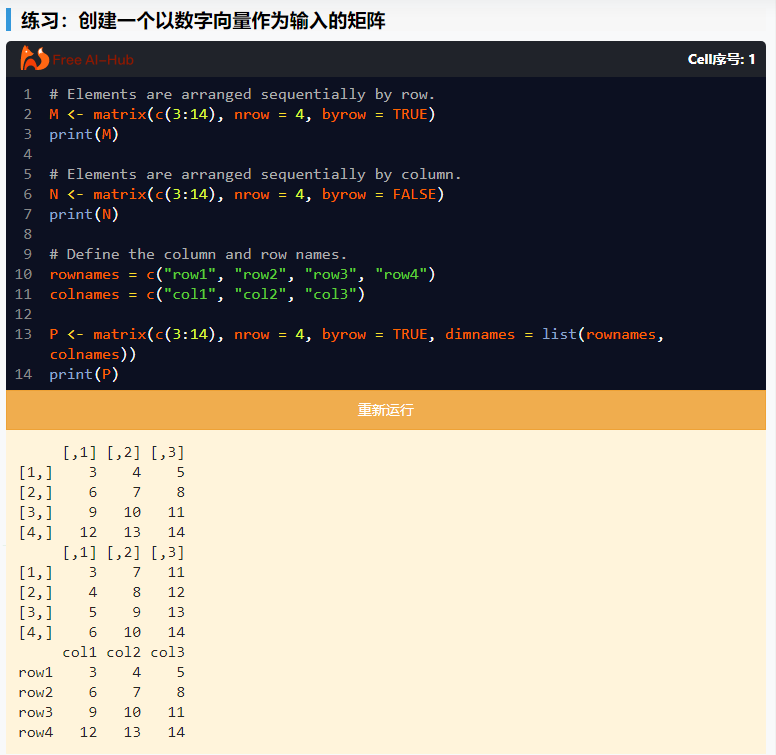 练习：创建一个以数字向量作为输入的矩阵
Free AI-Hub Cell序号: 1
1 # Elements are arranged sequentially by row.
2 M <- matrix(c(3:14), nrow = 4, byrow = TRUE)
3 print(M)
4
5 # Elements are arranged sequentially by column.
6 N <- matrix(c(3:14), nrow = 4, byrow = FALSE)
7 print(N)
8
9 # Define the column and row names.
10 rownames = c("row1", "row2", "row3", "row4")
11 colnames = c("col1", "col2", "col3")
12
13 P <- matrix(c(3:14), nrow = 4, byrow = TRUE, dimnames = list(rownames,
colnames))
14 print(P)
重新运行
     [,1] [,2] [,3]
[1,]    3    4    5
[2,]    6    7    8
[3,]    9   10   11
[4,]   12   13   14
     [,1] [,2] [,3]
[1,]    3    7   11
[2,]    4    8   12
[3,]    5    9   13
[4,]    6   10   14
     col1 col2 col3
row1    3    4    5
row2    6    7    8
row3    9   10   11
row4   12   13   14